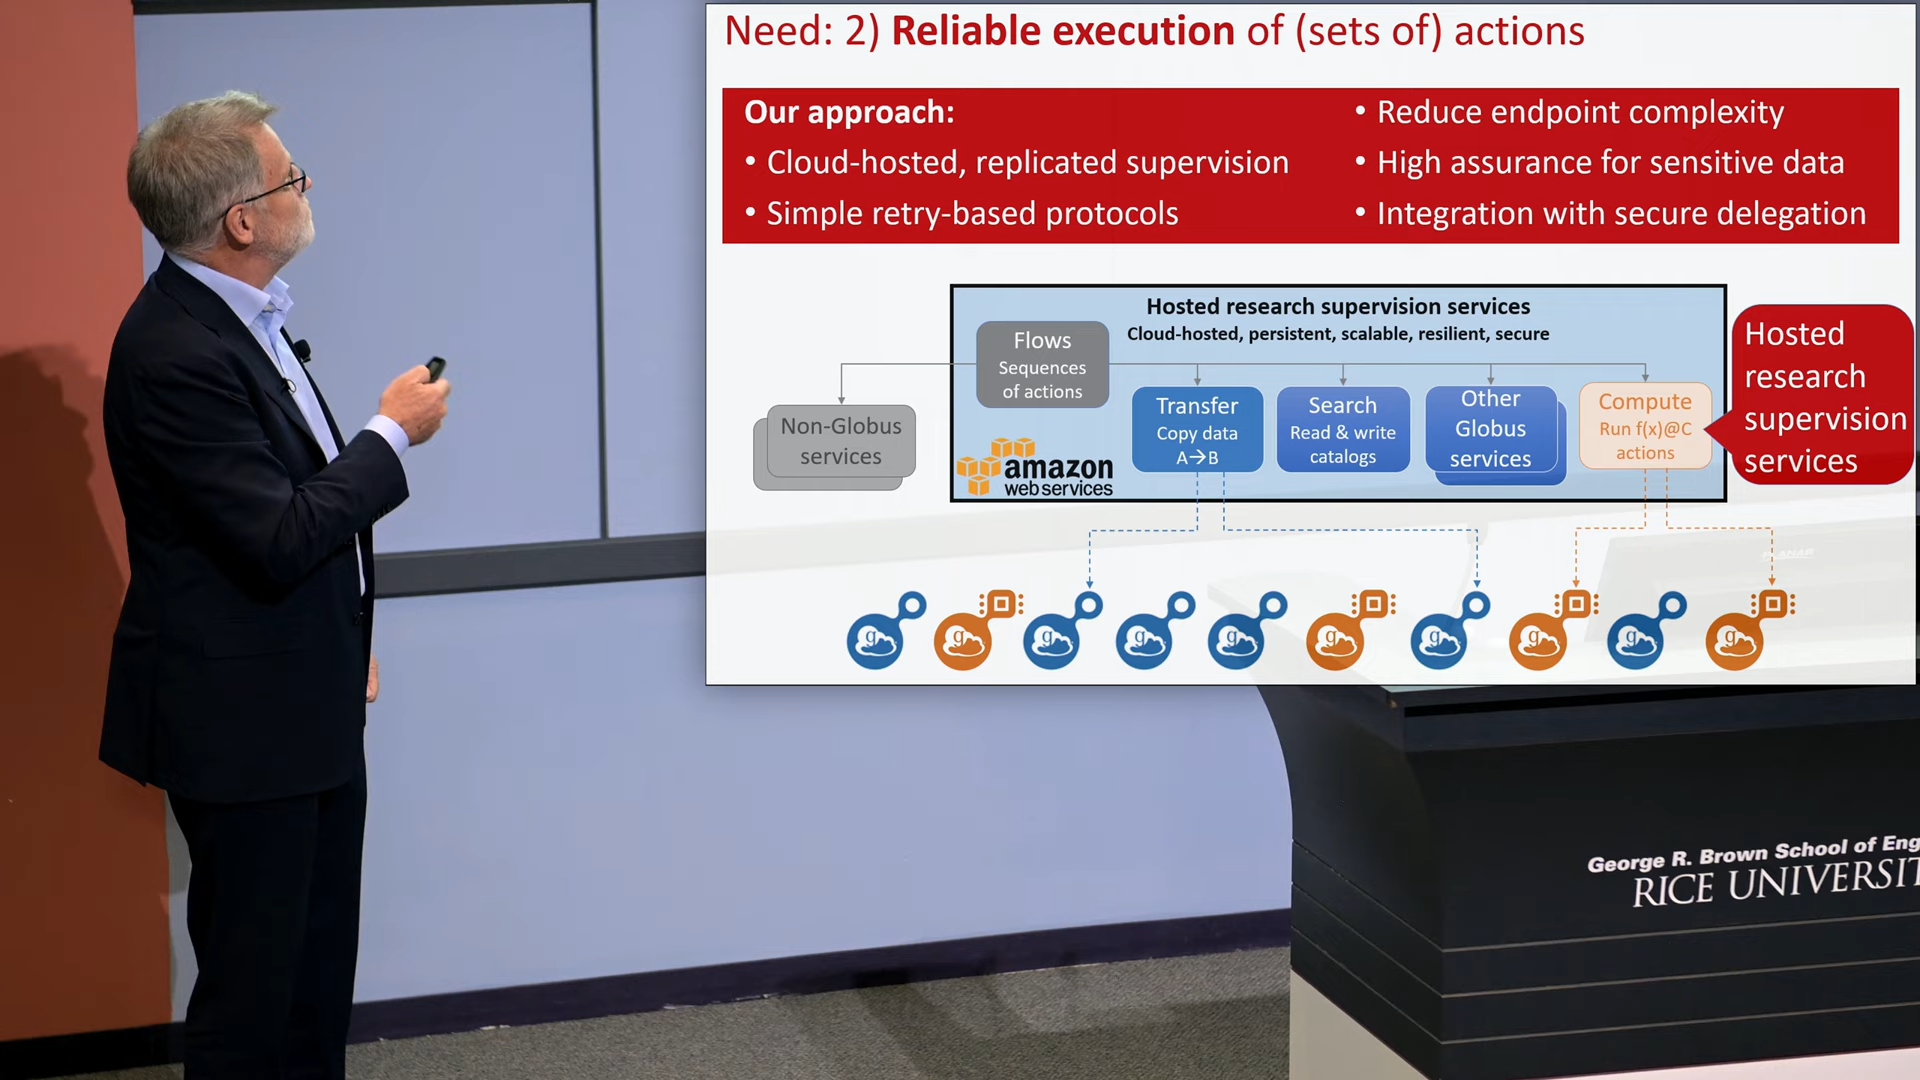 Need: 2) Reliable execution of (sets of) actions
Our approach:
• Cloud-hosted, replicated supervision
• Simple retry-based protocols
• Reduce endpoint complexity
• High assurance for sensitive data
• Integration with secure delegation
Hosted research supervision services
Cloud-hosted, persistent, scalable, resilient, secure
Flows
Sequences
of actions
Non-Globus
services
Transfer
Copy data
A→B
Search
Read & write
catalogs
Other
Globus
services
Compute
Run f(x)@C
actions
Hosted
research
supervision
services
amazon
webservices
PLANAR
g
g
g
g
g
g
g
g
g
g
George R. Brown School of Eng
RICE UNIVERSIT